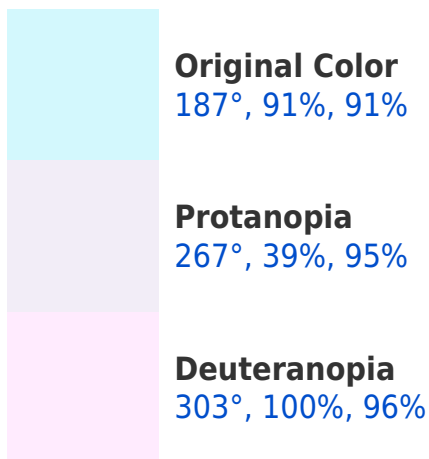 Original Color
187°, 91%, 91%
Protanopia
267°, 39%, 95%
Deuteranopia
303°, 100%, 96%